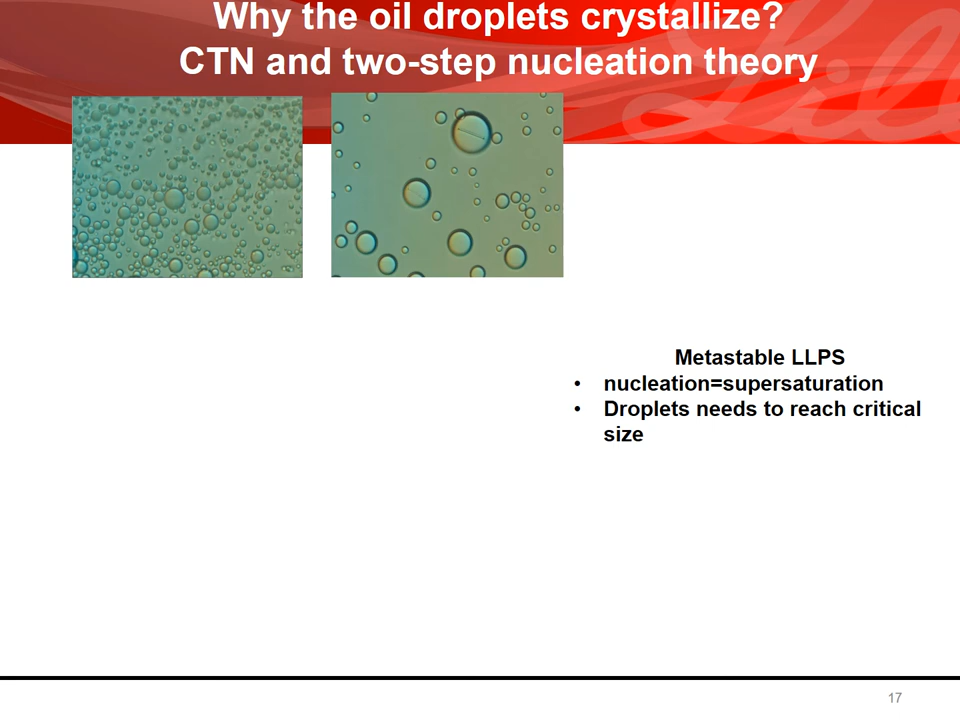 Why the oil droplets crystallize?
CTN and two-step nucleation theory
Lill
Metastable LLPS
• nucleation=supersaturation
• Droplets needs to reach critical
size
17